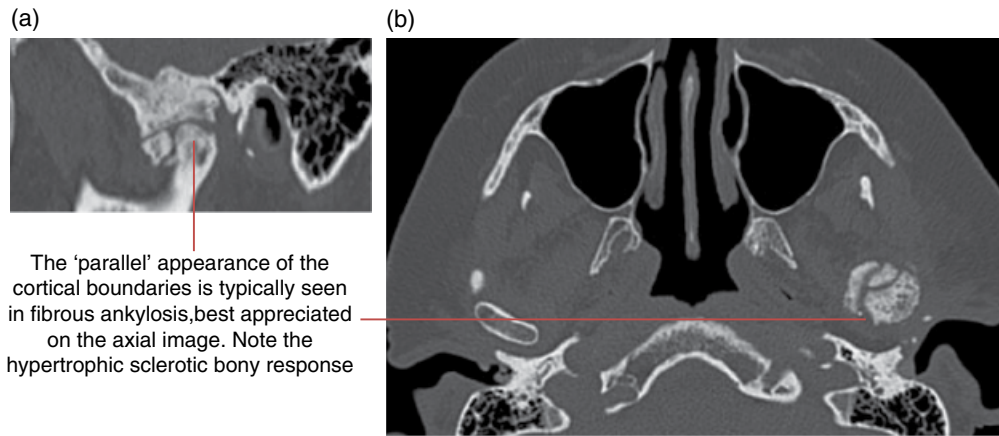 (a)
(b)
The ‘parallel’ appearance of the
cortical boundaries is typically seen
in fibrous ankylosis,best appreciated
on the axial image. Note the
hypertrophic sclerotic bony response